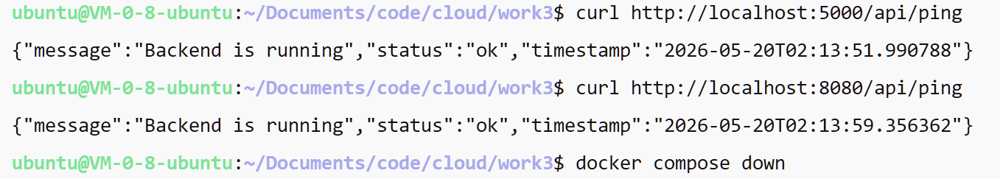 ubuntu@VM-0-8-ubuntu:~/Documents/code/cloud/work3$ curl http://localhost:5000/api/ping
{"message":"Backend is running","status":"ok","timestamp":"2026-05-20T02:13:51.990788"}
ubuntu@VM-0-8-ubuntu:~/Documents/code/cloud/work3$ curl http://localhost:8080/api/ping
{"message":"Backend is running","status":"ok","timestamp":"2026-05-20T02:13:59.356362"}
ubuntu@VM-0-8-ubuntu:~/Documents/code/cloud/work3$ docker compose down